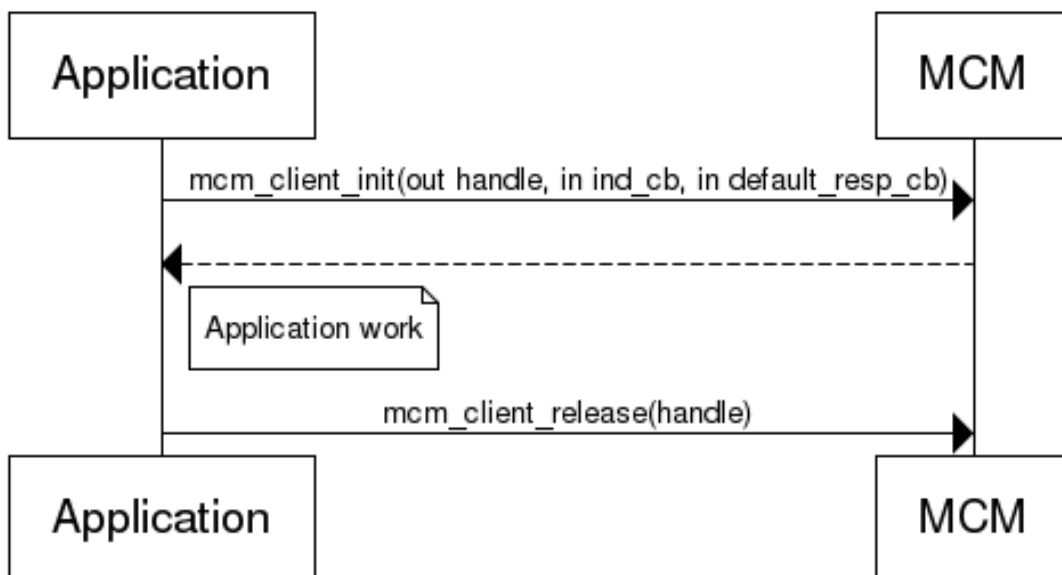 Application
MCM
mcm_client_init(out handle, in ind_cb, in default_resp_cb)
Application work
mcm_client_release(handle)
Application
MCM